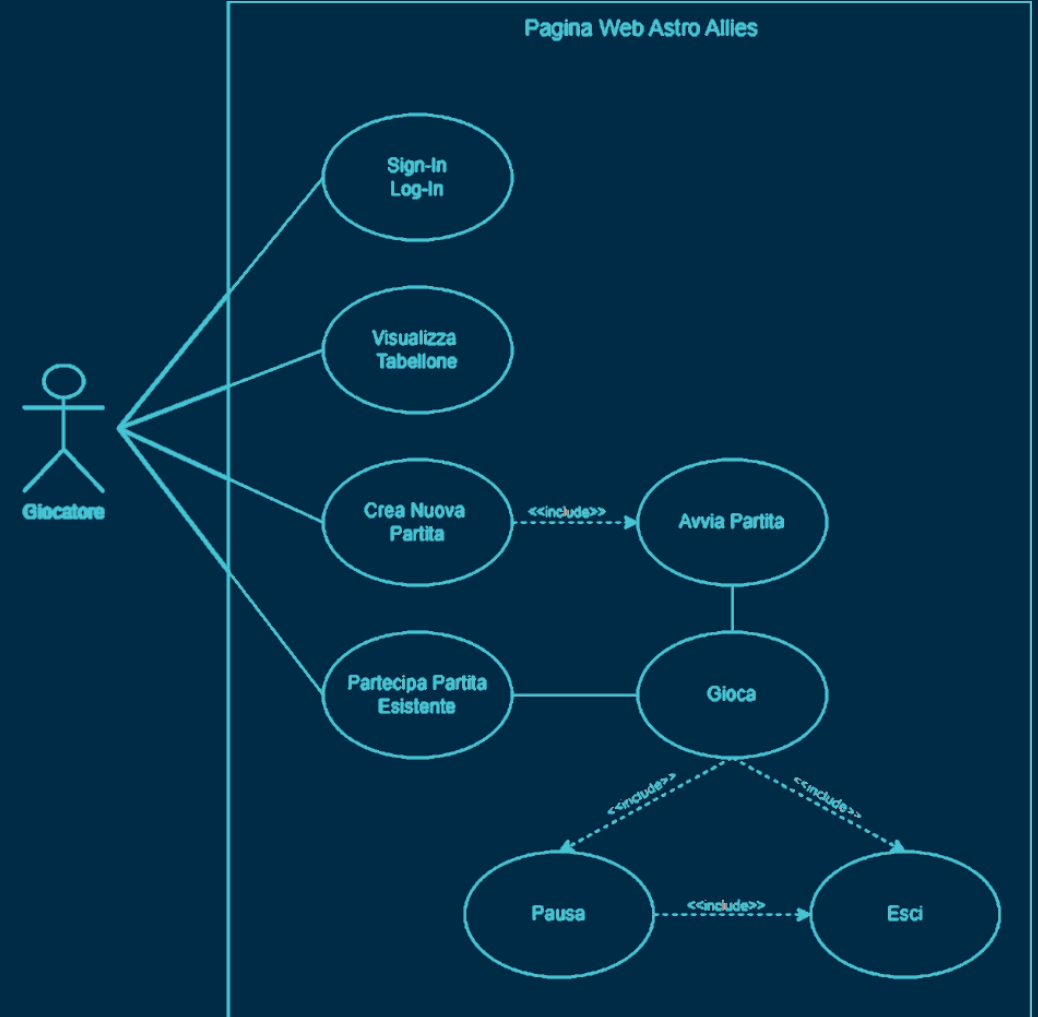 Pagina Web Astro Allies
Sign-In
Log-In
Visualizza
Tabellone
Giocatore
Crea Nuova
Partita
<<include>>
Avvia Partita
Partecipa Partita
Esistente
Gioca
<<include>>
<<include>>
Pausa
<<include>>
Esci